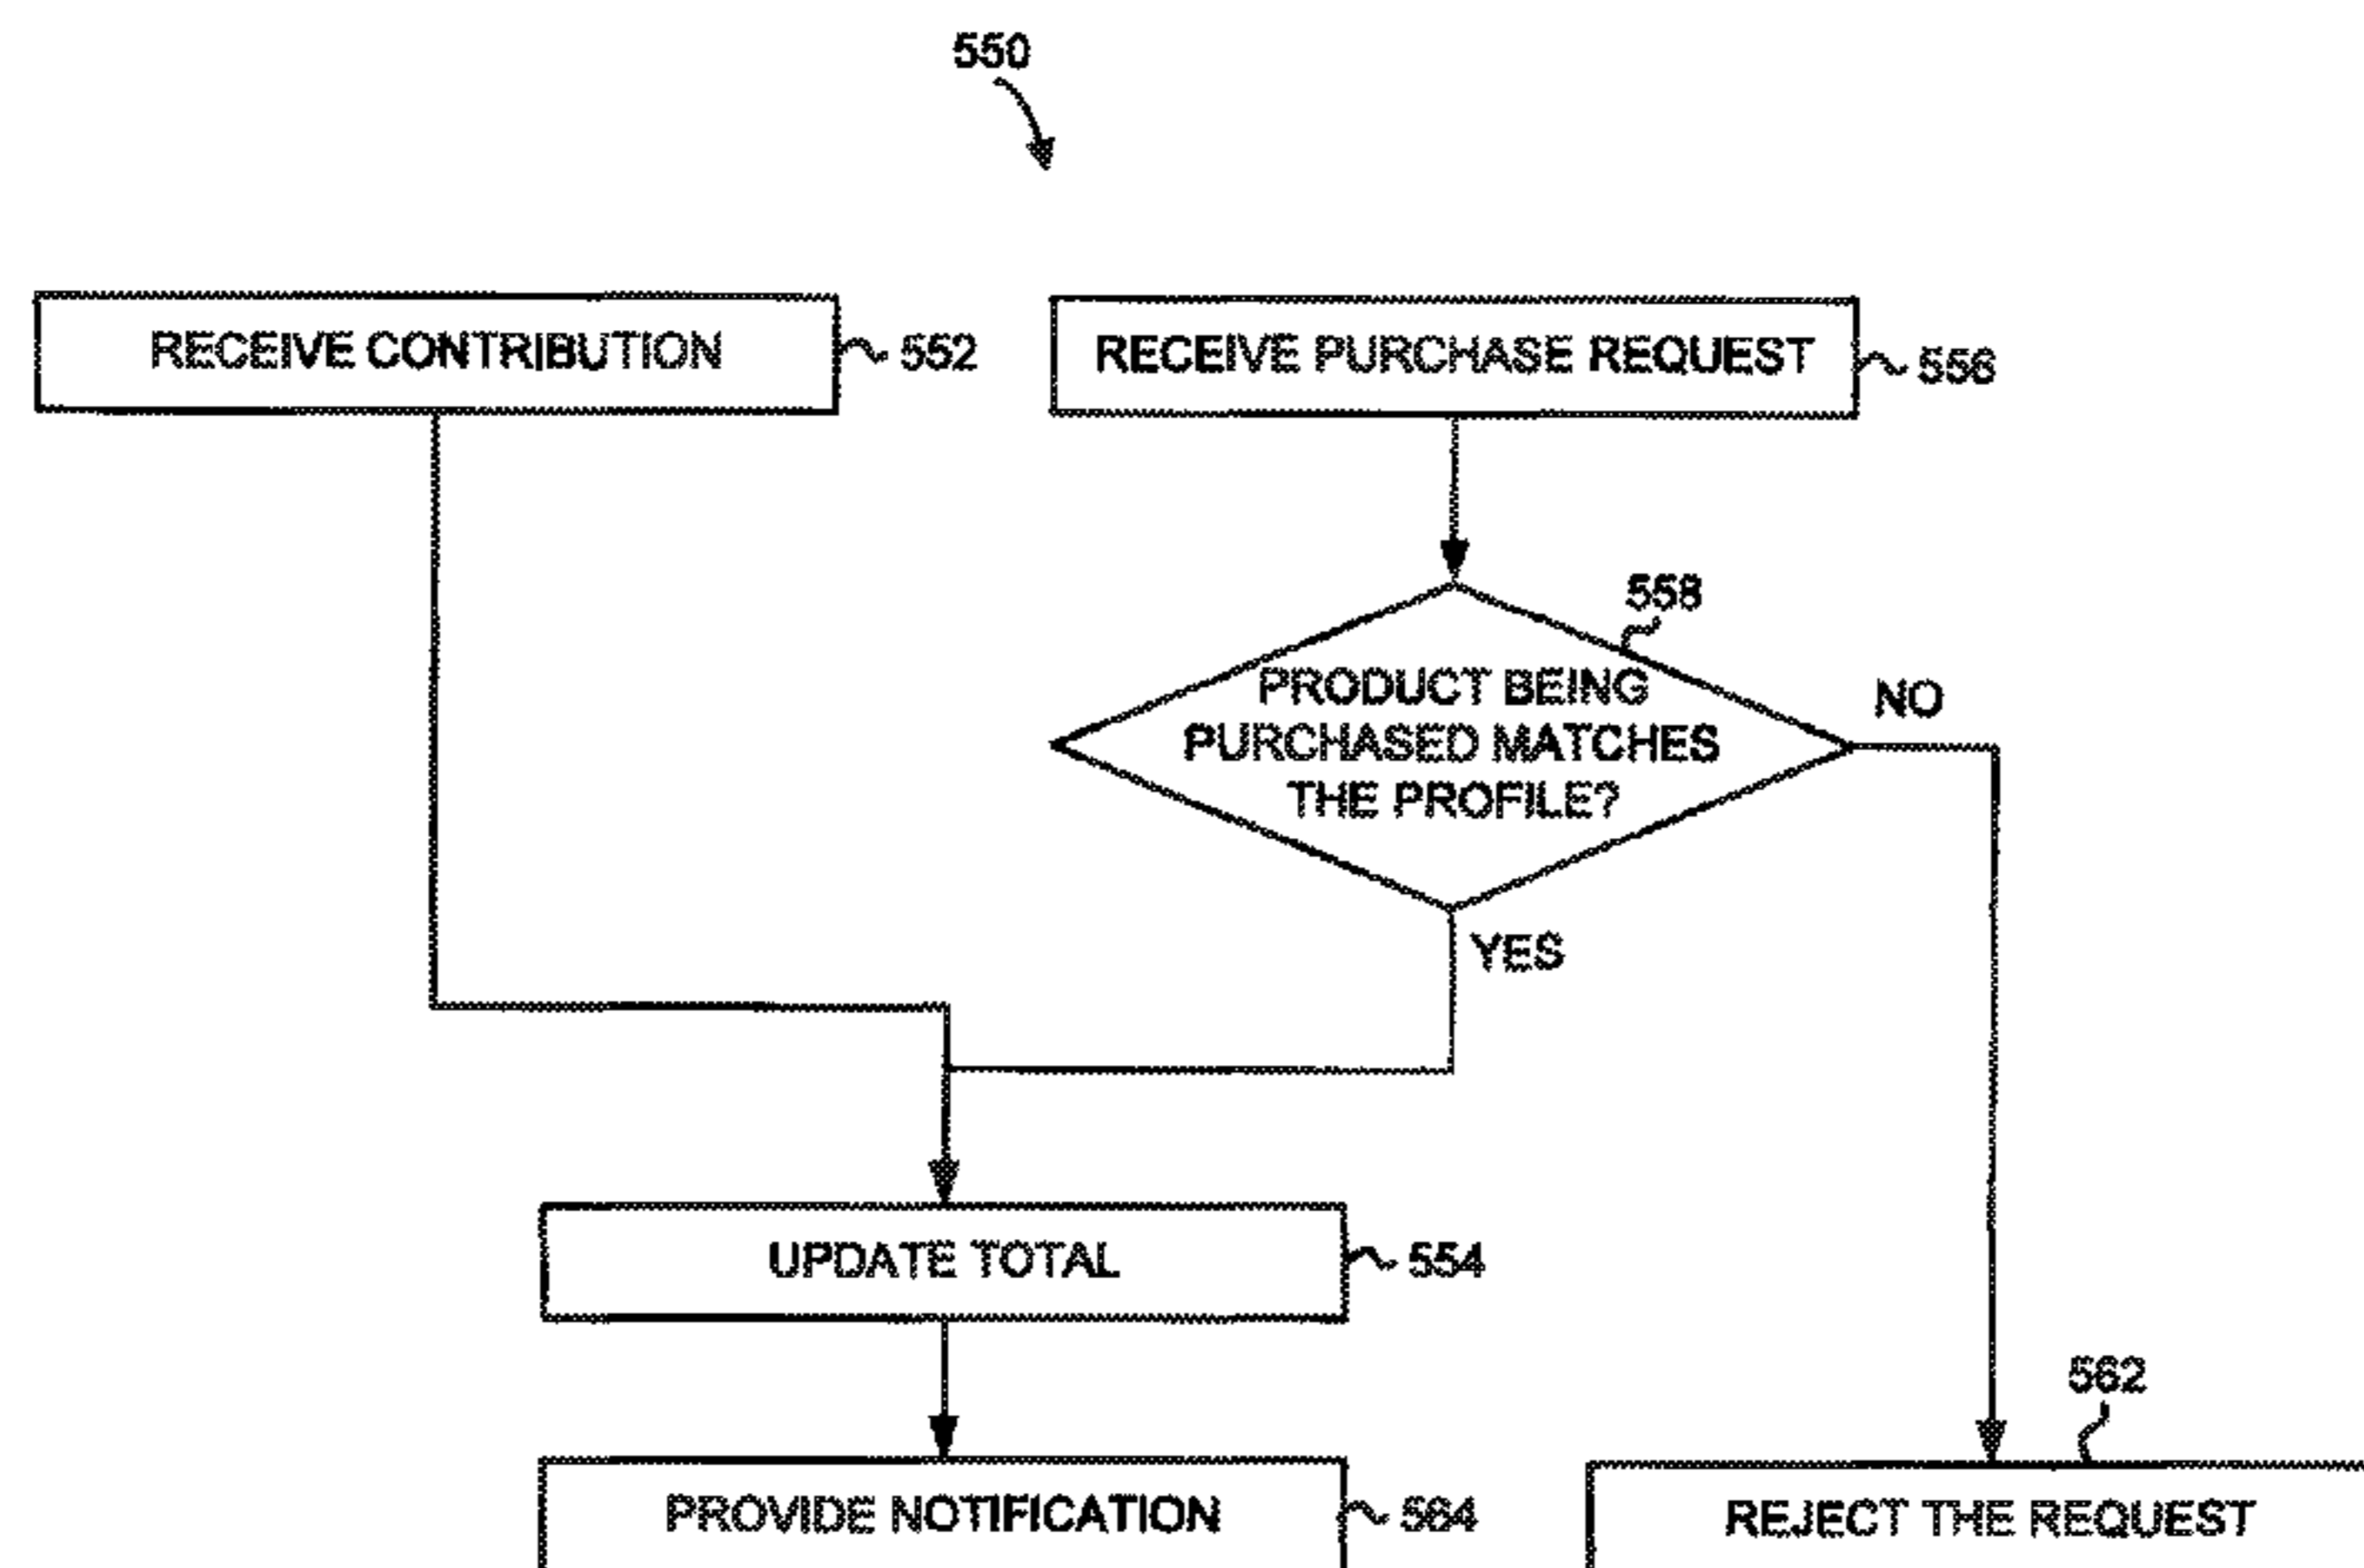 550
RECEIVE CONTRIBUTION
552
RECEIVE PURCHASE REQUEST
556
558
PRODUCT BEING
PURCHASED MATCHES
THE PROFILE?
NO
YES
UPDATE TOTAL
554
562
PROVIDE NOTIFICATION
564
REJECT THE REQUEST